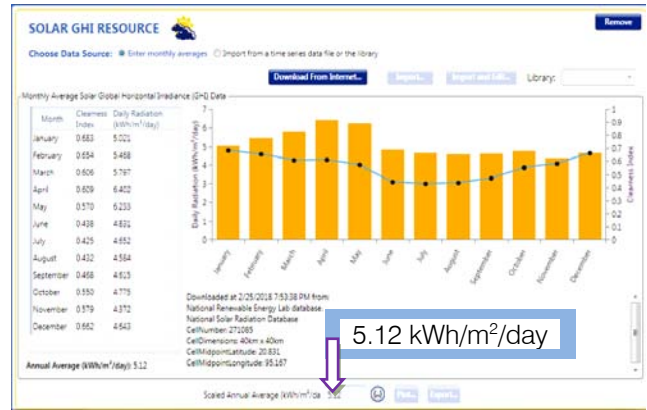 SOLAR GHI RESOURCE
Remove
Choose Data Source: Enter monthly averages Import from a time series data file or the library
Download From Internet... Import... Import and Edit... Library:
Monthly Average Solar Global Horizontal Irradiance (GHI) Data
Month Clearness Index Daily Radiation (kWh/m²/day)
January 0.683 5.021
February 0.654 5.468
March 0.606 5.797
April 0.609 6.402
May 0.570 6.233
June 0.438 4.831
July 0.425 4.652
August 0.432 4.584
September 0.468 4.615
October 0.550 4.775
November 0.579 4.372
December 0.662 4.643
Annual Average (kWh/m²/day): 5.12
Daily Radiation (kWh/m²/day)
7
6
5
4
3
2
1
0
1
0.9
0.8
0.7
0.6
0.5
0.4
0.3
0.2
0.1
0
Clearness Index
January February March April May June July August September October November December
Downloaded at 2/25/2018 7:53:38 PM from:
National Renewable Energy Lab database.
National Solar Radiation Database
CellNumber: 271085
CellDimensions: 40km x 40km
CellMidpointLatitude: 20.831
CellMidpointLongitude: 95.167
5.12 kWh/m²/day
Scaled Annual Average (kWh/m²/da 5.12 Plot... Export...